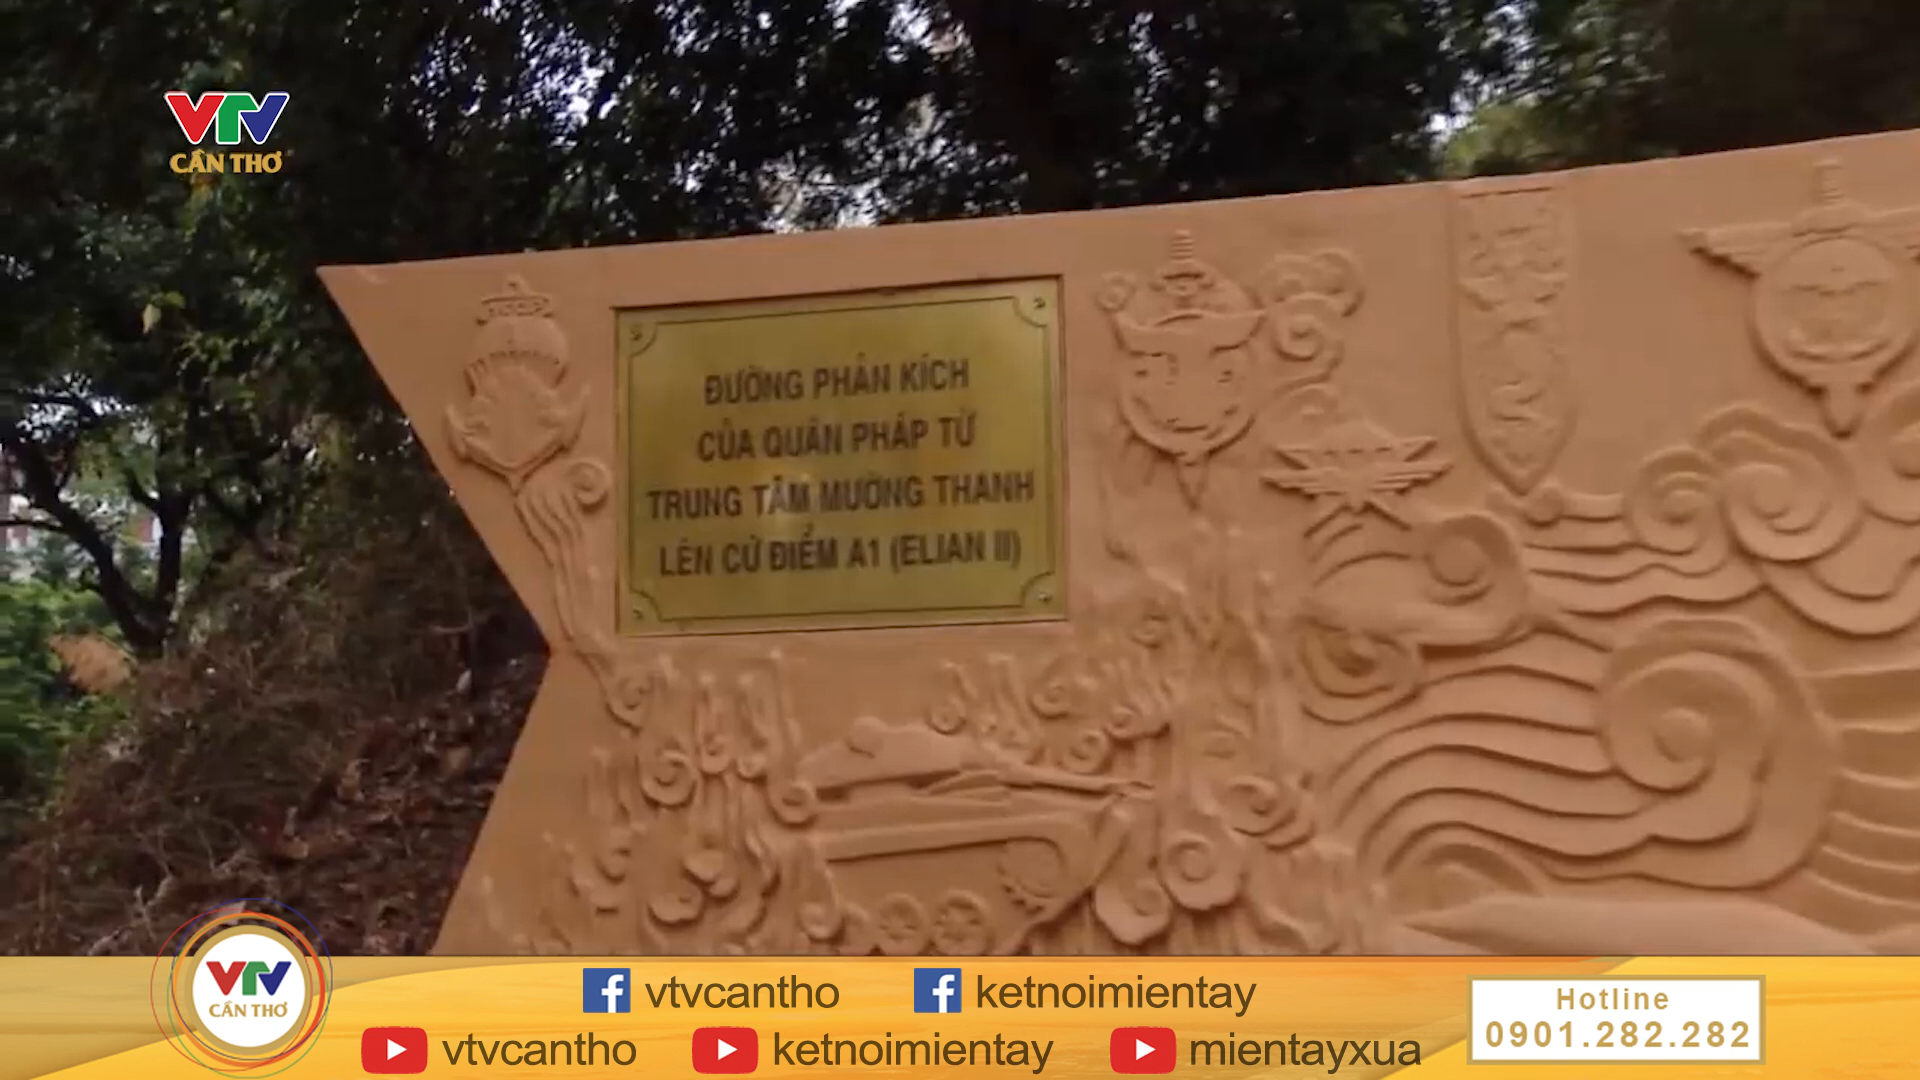 VTV
CẦN THƠ
ĐƯỜNG PHẢN KÍCH
CỦA QUÂN PHÁP TỪ
TRUNG TÂM MƯỜNG THANH
LÊN CỨ ĐIỂM A1 (ELIAN II)
VTV
CẦN THƠ
vtvcantho
ketnoimientay
vtvcantho
ketnoimientay
mientayxua
Hotline
0901.282.282